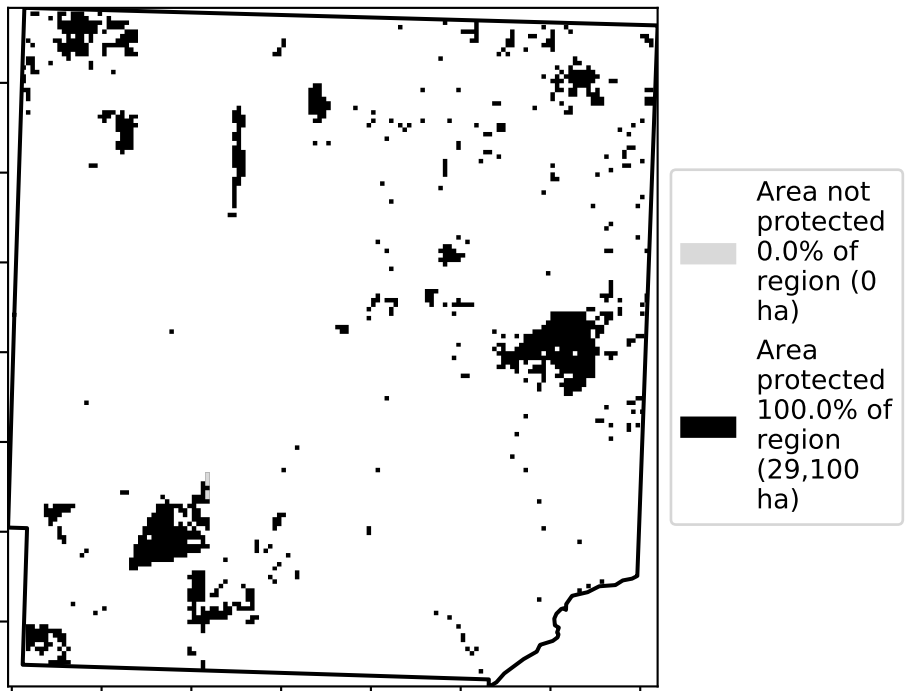 Area not
protected
0.0% of
region (0
ha)
Area
protected
100.0% of
region
(29,100
ha)